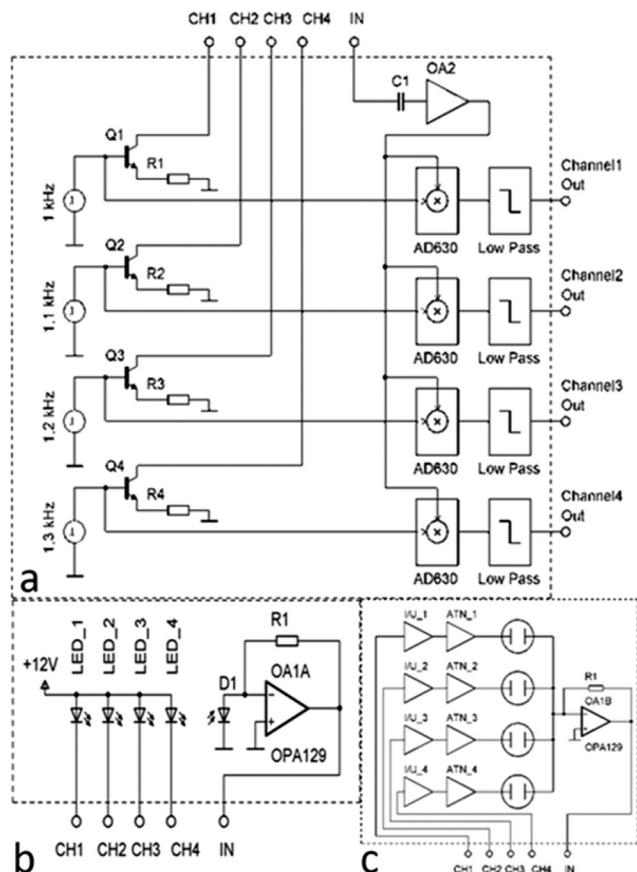 CH1 CH2 CH3 CH4 IN
C1 OA2
Q1
R1
1 kHz
AD630 Low Pass
Channel1
Out
Q2
R2
1,1 kHz
AD630 Low Pass
Channel2
Out
Q3
R3
1,2 kHz
AD630 Low Pass
Channel3
Out
Q4
R4
1,3 kHz
AD630 Low Pass
Channel4
Out
a
+12V
LED_1
LED_2
LED_3
LED_4
D1
R1
OA1A
-
+
OPA129
CH1 CH2 CH3 CH4 IN
b
I/U_1 ATN_1
I/U_2 ATN_2
I/U_3 ATN_3
I/U_4 ATN_4
R1
OA1B
-
+
OPA129
CH1 CH2 CH3 CH4 IN
c